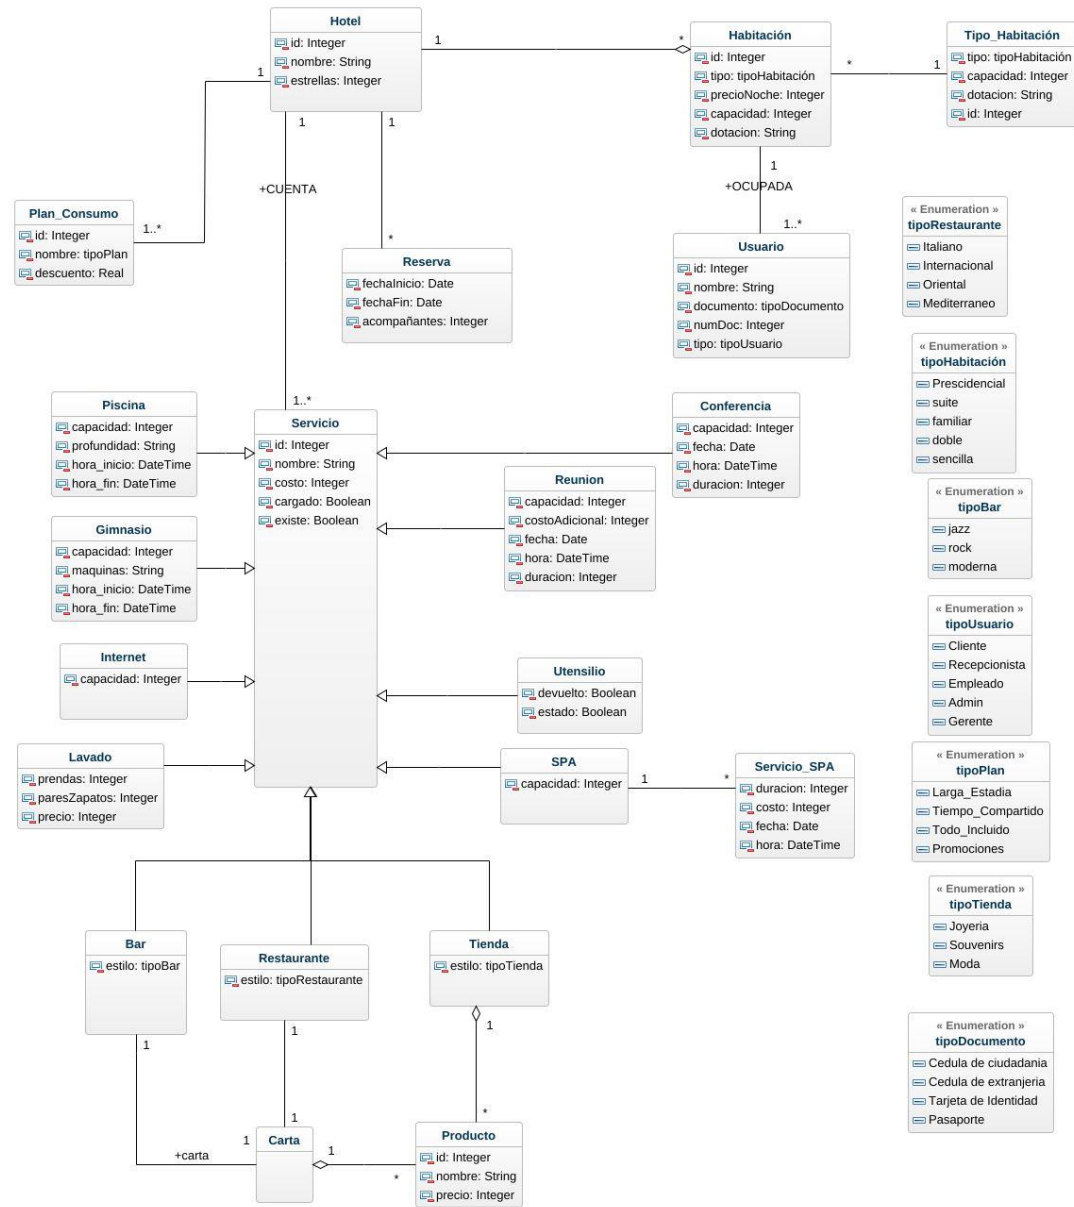 Hotel
id: Integer
nombre: String
estrellas: Integer
1
*
Habitación
id: Integer
tipo: tipoHabitación
precioNoche: Integer
capacidad: Integer
dotacion: String
*
1
Tipo_Habitación
tipo: tipoHabitación
capacidad: Integer
dotacion: String
id: Integer
1
1
1
+CUENTA
1
+OCUPADA
1..*
Plan_Consumo
id: Integer
nombre: tipoPlan
descuento: Real
1..*
*
Reserva
fechaInicio: Date
fechaFin: Date
acompañantes: Integer
Usuario
id: Integer
nombre: String
documento: tipoDocumento
numDoc: Integer
tipo: tipoUsuario
« Enumeration »
tipoRestaurante
Italiano
Internacional
Oriental
Mediterraneo
« Enumeration »
tipoHabitación
Prescidencial
suite
familiar
doble
sencilla
1..*
Piscina
capacidad: Integer
profundidad: String
hora_inicio: DateTime
hora_fin: DateTime
Servicio
id: Integer
nombre: String
costo: Integer
cargado: Boolean
existe: Boolean
Conferencia
capacidad: Integer
fecha: Date
hora: DateTime
duracion: Integer
Reunion
capacidad: Integer
costoAdicional: Integer
fecha: Date
hora: DateTime
duracion: Integer
« Enumeration »
tipoBar
jazz
rock
moderna
Gimnasio
capacidad: Integer
maquinas: String
hora_inicio: DateTime
hora_fin: DateTime
« Enumeration »
tipoUsuario
Cliente
Recepcionista
Empleado
Admin
Gerente
Internet
capacidad: Integer
Utensilio
devuelto: Boolean
estado: Boolean
Lavado
prendas: Integer
paresZapatos: Integer
precio: Integer
SPA
capacidad: Integer
1
*
Servicio_SPA
duracion: Integer
costo: Integer
fecha: Date
hora: DateTime
« Enumeration »
tipoPlan
Larga_Estadia
Tiempo_Compartido
Todo_Incluido
Promociones
« Enumeration »
tipoTienda
Joyeria
Souvenirs
Moda
Bar
estilo: tipoBar
Restaurante
estilo: tipoRestaurante
Tienda
estilo: tipoTienda
1
1
1
« Enumeration »
tipoDocumento
Cedula de ciudadania
Cedula de extranjeria
Tarjeta de Identidad
Pasaporte
1
*
+carta
1
Carta
1
*
Producto
id: Integer
nombre: String
precio: Integer